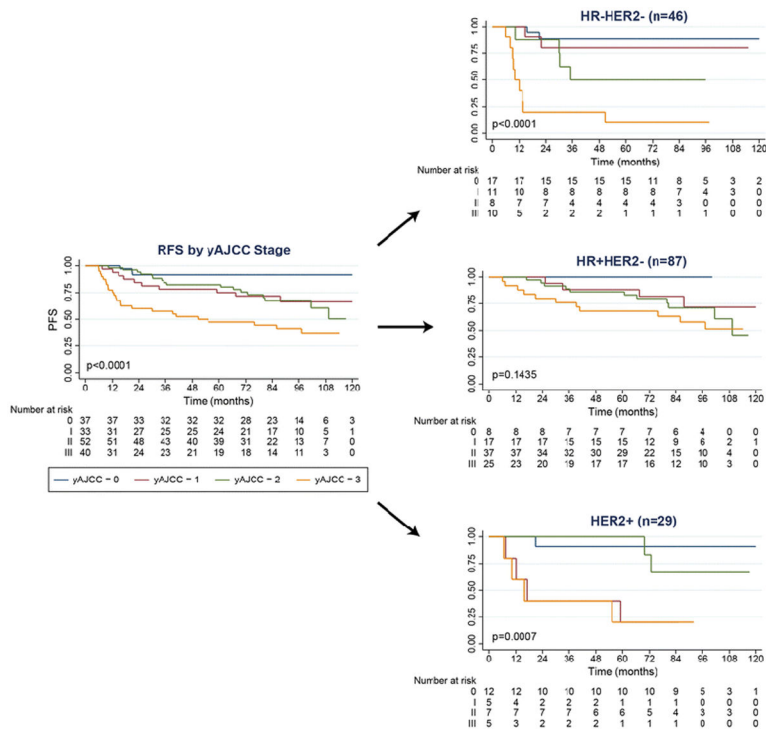 HR-HER2- (n=46)
1.00
0.75
0.50
0.25
0.00
p<0.0001
0 12 24 36 48 60 72 84 96 108 120
Time (months)
Number at risk
0 17 17 15 15 15 15 11 8 5 3 2
I 11 10 8 8 8 8 8 7 4 3 0
II 8 7 7 4 4 4 4 3 0 0 0
III 10 5 2 2 2 1 1 1 1 0 0
RFS by yAJCC Stage
PFS
1.00
0.75
0.50
0.25
0.00
p<0.0001
0 12 24 36 48 60 72 84 96 108 120
Time (months)
Number at risk
0 37 37 33 32 32 32 28 23 14 6 3
I 33 31 27 25 25 24 21 17 10 5 1
II 52 51 48 43 40 39 31 22 13 7 0
III 40 31 24 23 21 19 18 14 11 3 0
yAJCC - 0 yAJCC - 1 yAJCC - 2 yAJCC - 3
HR+HER2- (n=87)
1.00
0.75
0.50
0.25
0.00
p=0.1435
0 12 24 36 48 60 72 84 96 108 120
Time (months)
Number at risk
0 8 8 8 7 7 7 7 6 4 0 0
I 17 17 17 15 15 15 12 9 6 2 1
II 37 37 34 32 30 29 22 15 10 4 0
III 25 23 20 19 17 17 16 12 10 3 0
HER2+ (n=29)
1.00
0.75
0.50
0.25
0.00
p=0.0007
0 12 24 36 48 60 72 84 96 108 120
Time (months)
Number at risk
0 12 12 10 10 10 10 10 9 5 3 1
I 5 4 2 2 2 1 1 1 0 0 0
II 7 7 7 7 6 6 5 4 3 3 0
III 5 3 2 2 2 1 1 1 0 0 0